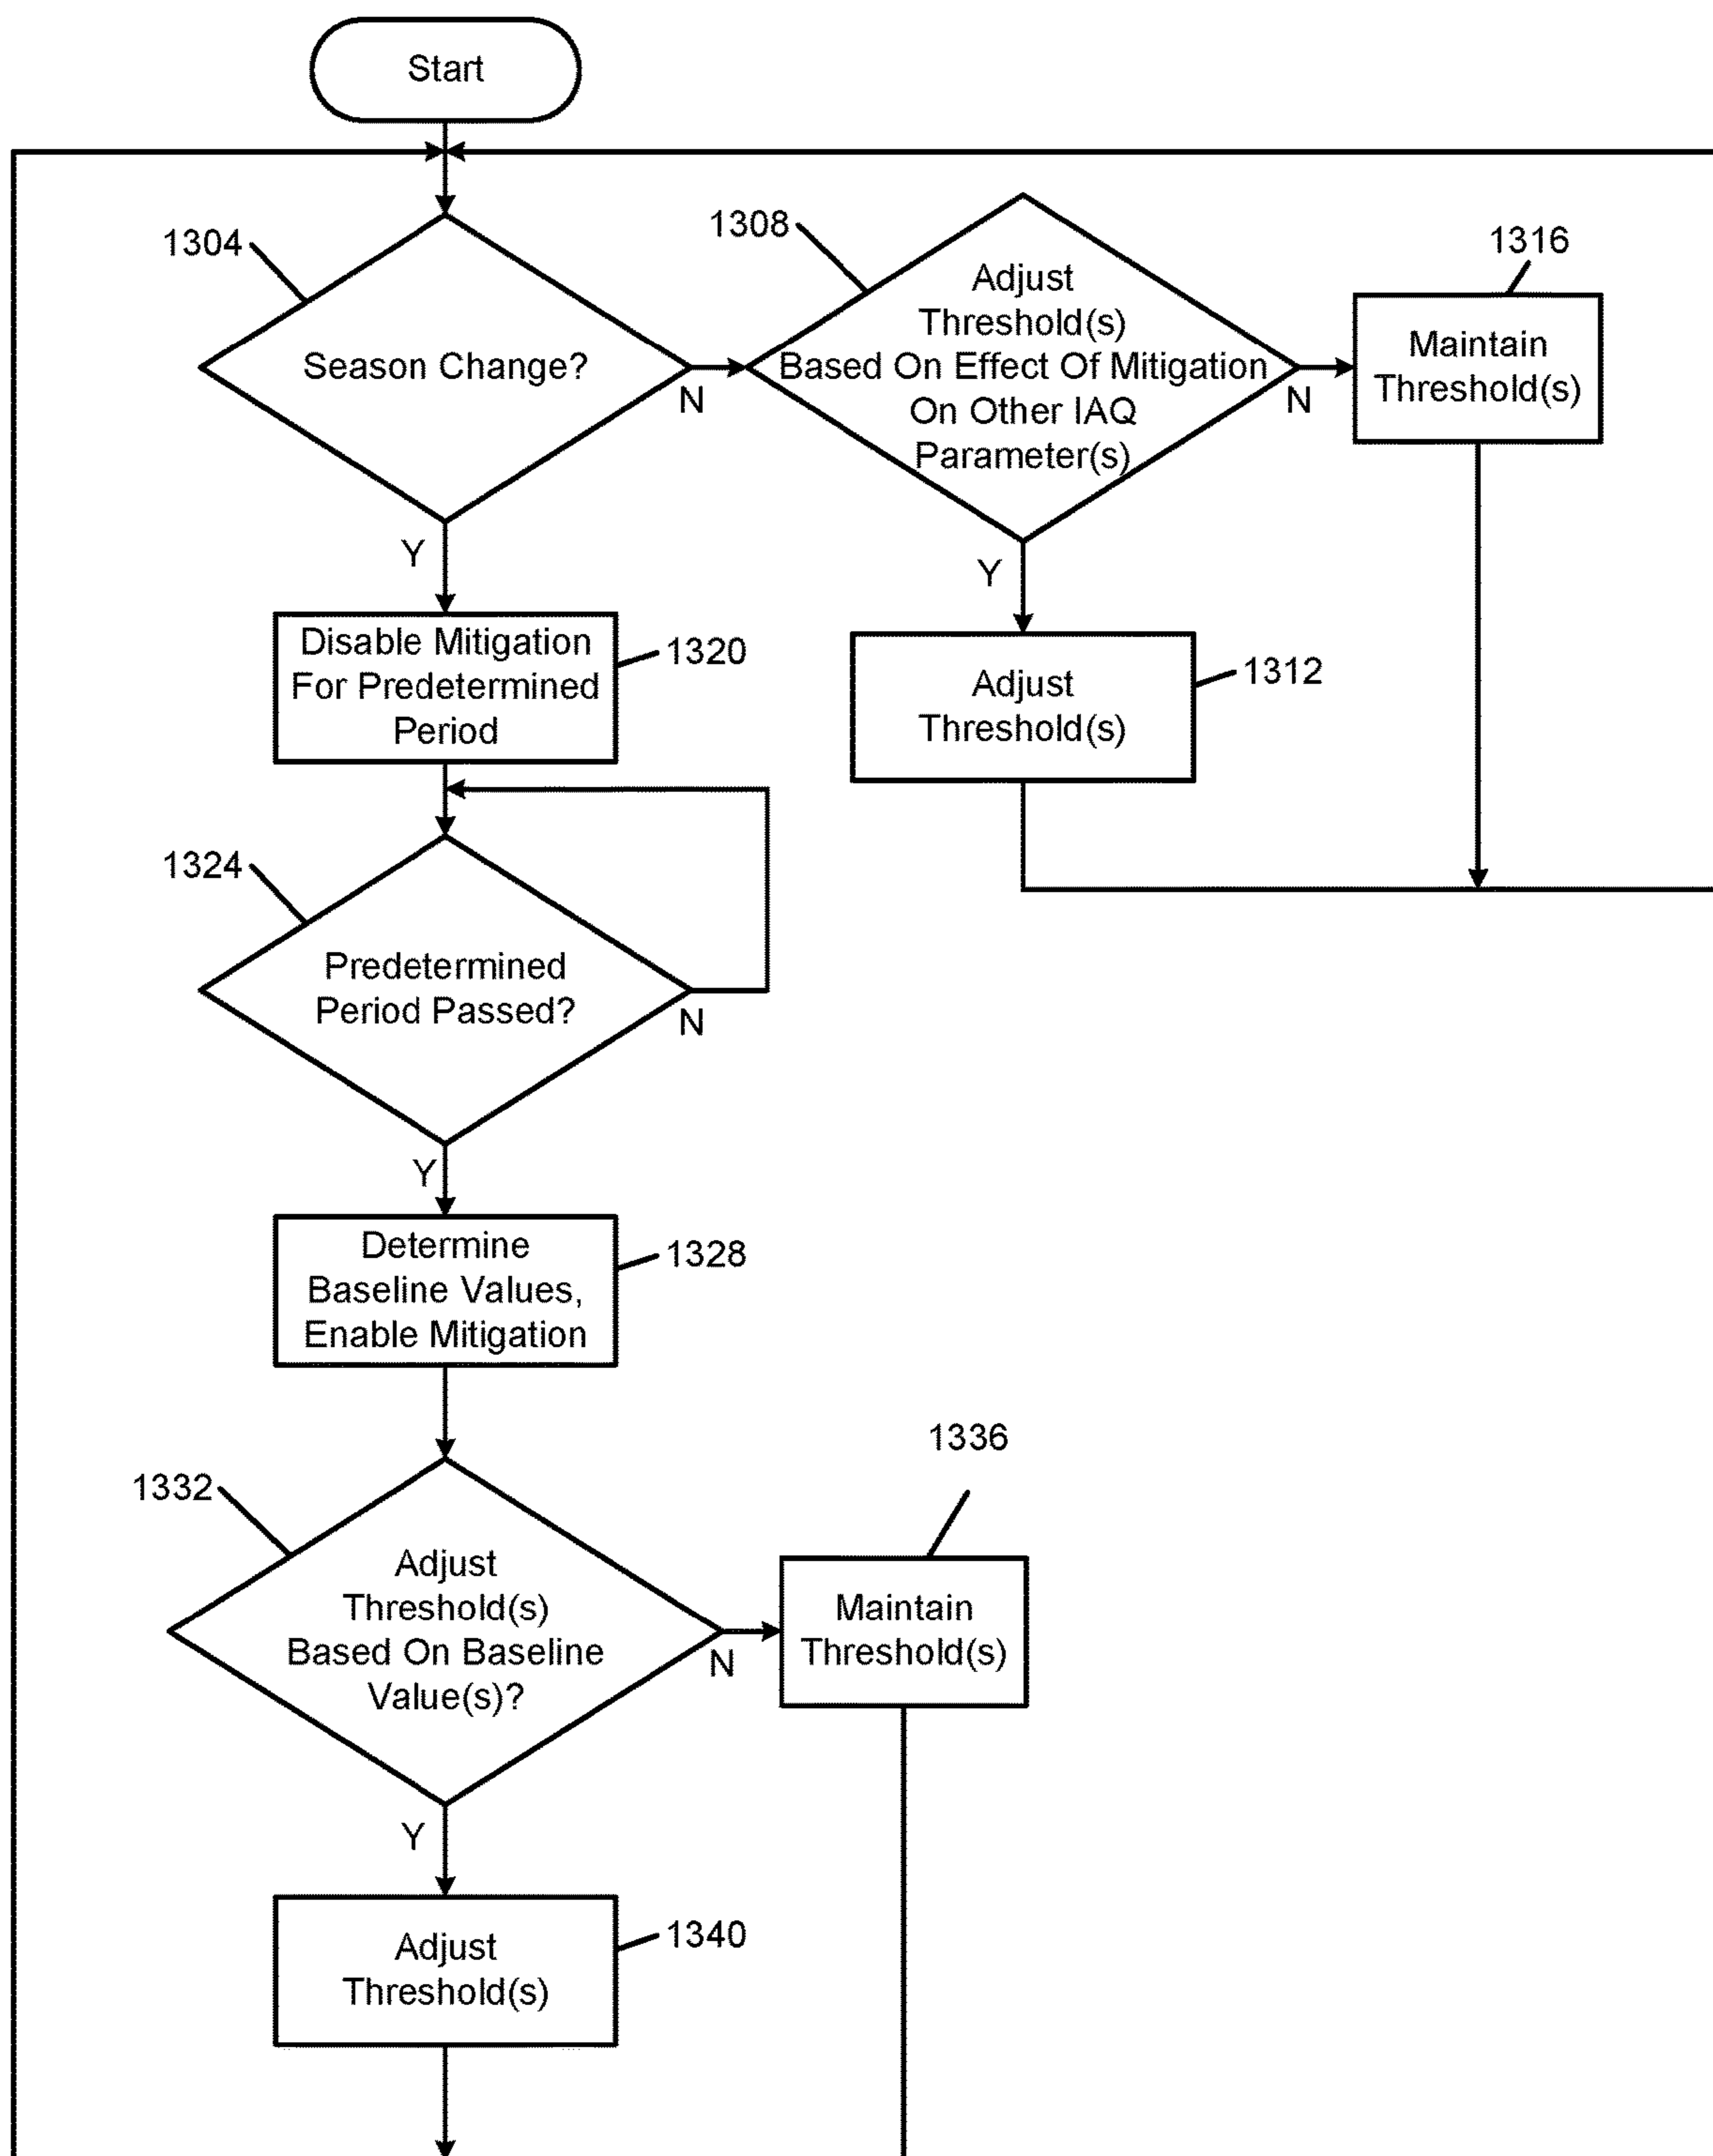 Start
1304
Season Change?
N
Y
1308
Adjust
Threshold(s)
Based On Effect Of Mitigation
On Other IAQ
Parameter(s)
N
Y
1316
Maintain
Threshold(s)
1312
Adjust
Threshold(s)
1320
Disable Mitigation
For Predetermined
Period
1324
Predetermined
Period Passed?
N
Y
1328
Determine
Baseline Values,
Enable Mitigation
1332
Adjust
Threshold(s)
Based On Baseline
Value(s)?
N
Y
1336
Maintain
Threshold(s)
1340
Adjust
Threshold(s)